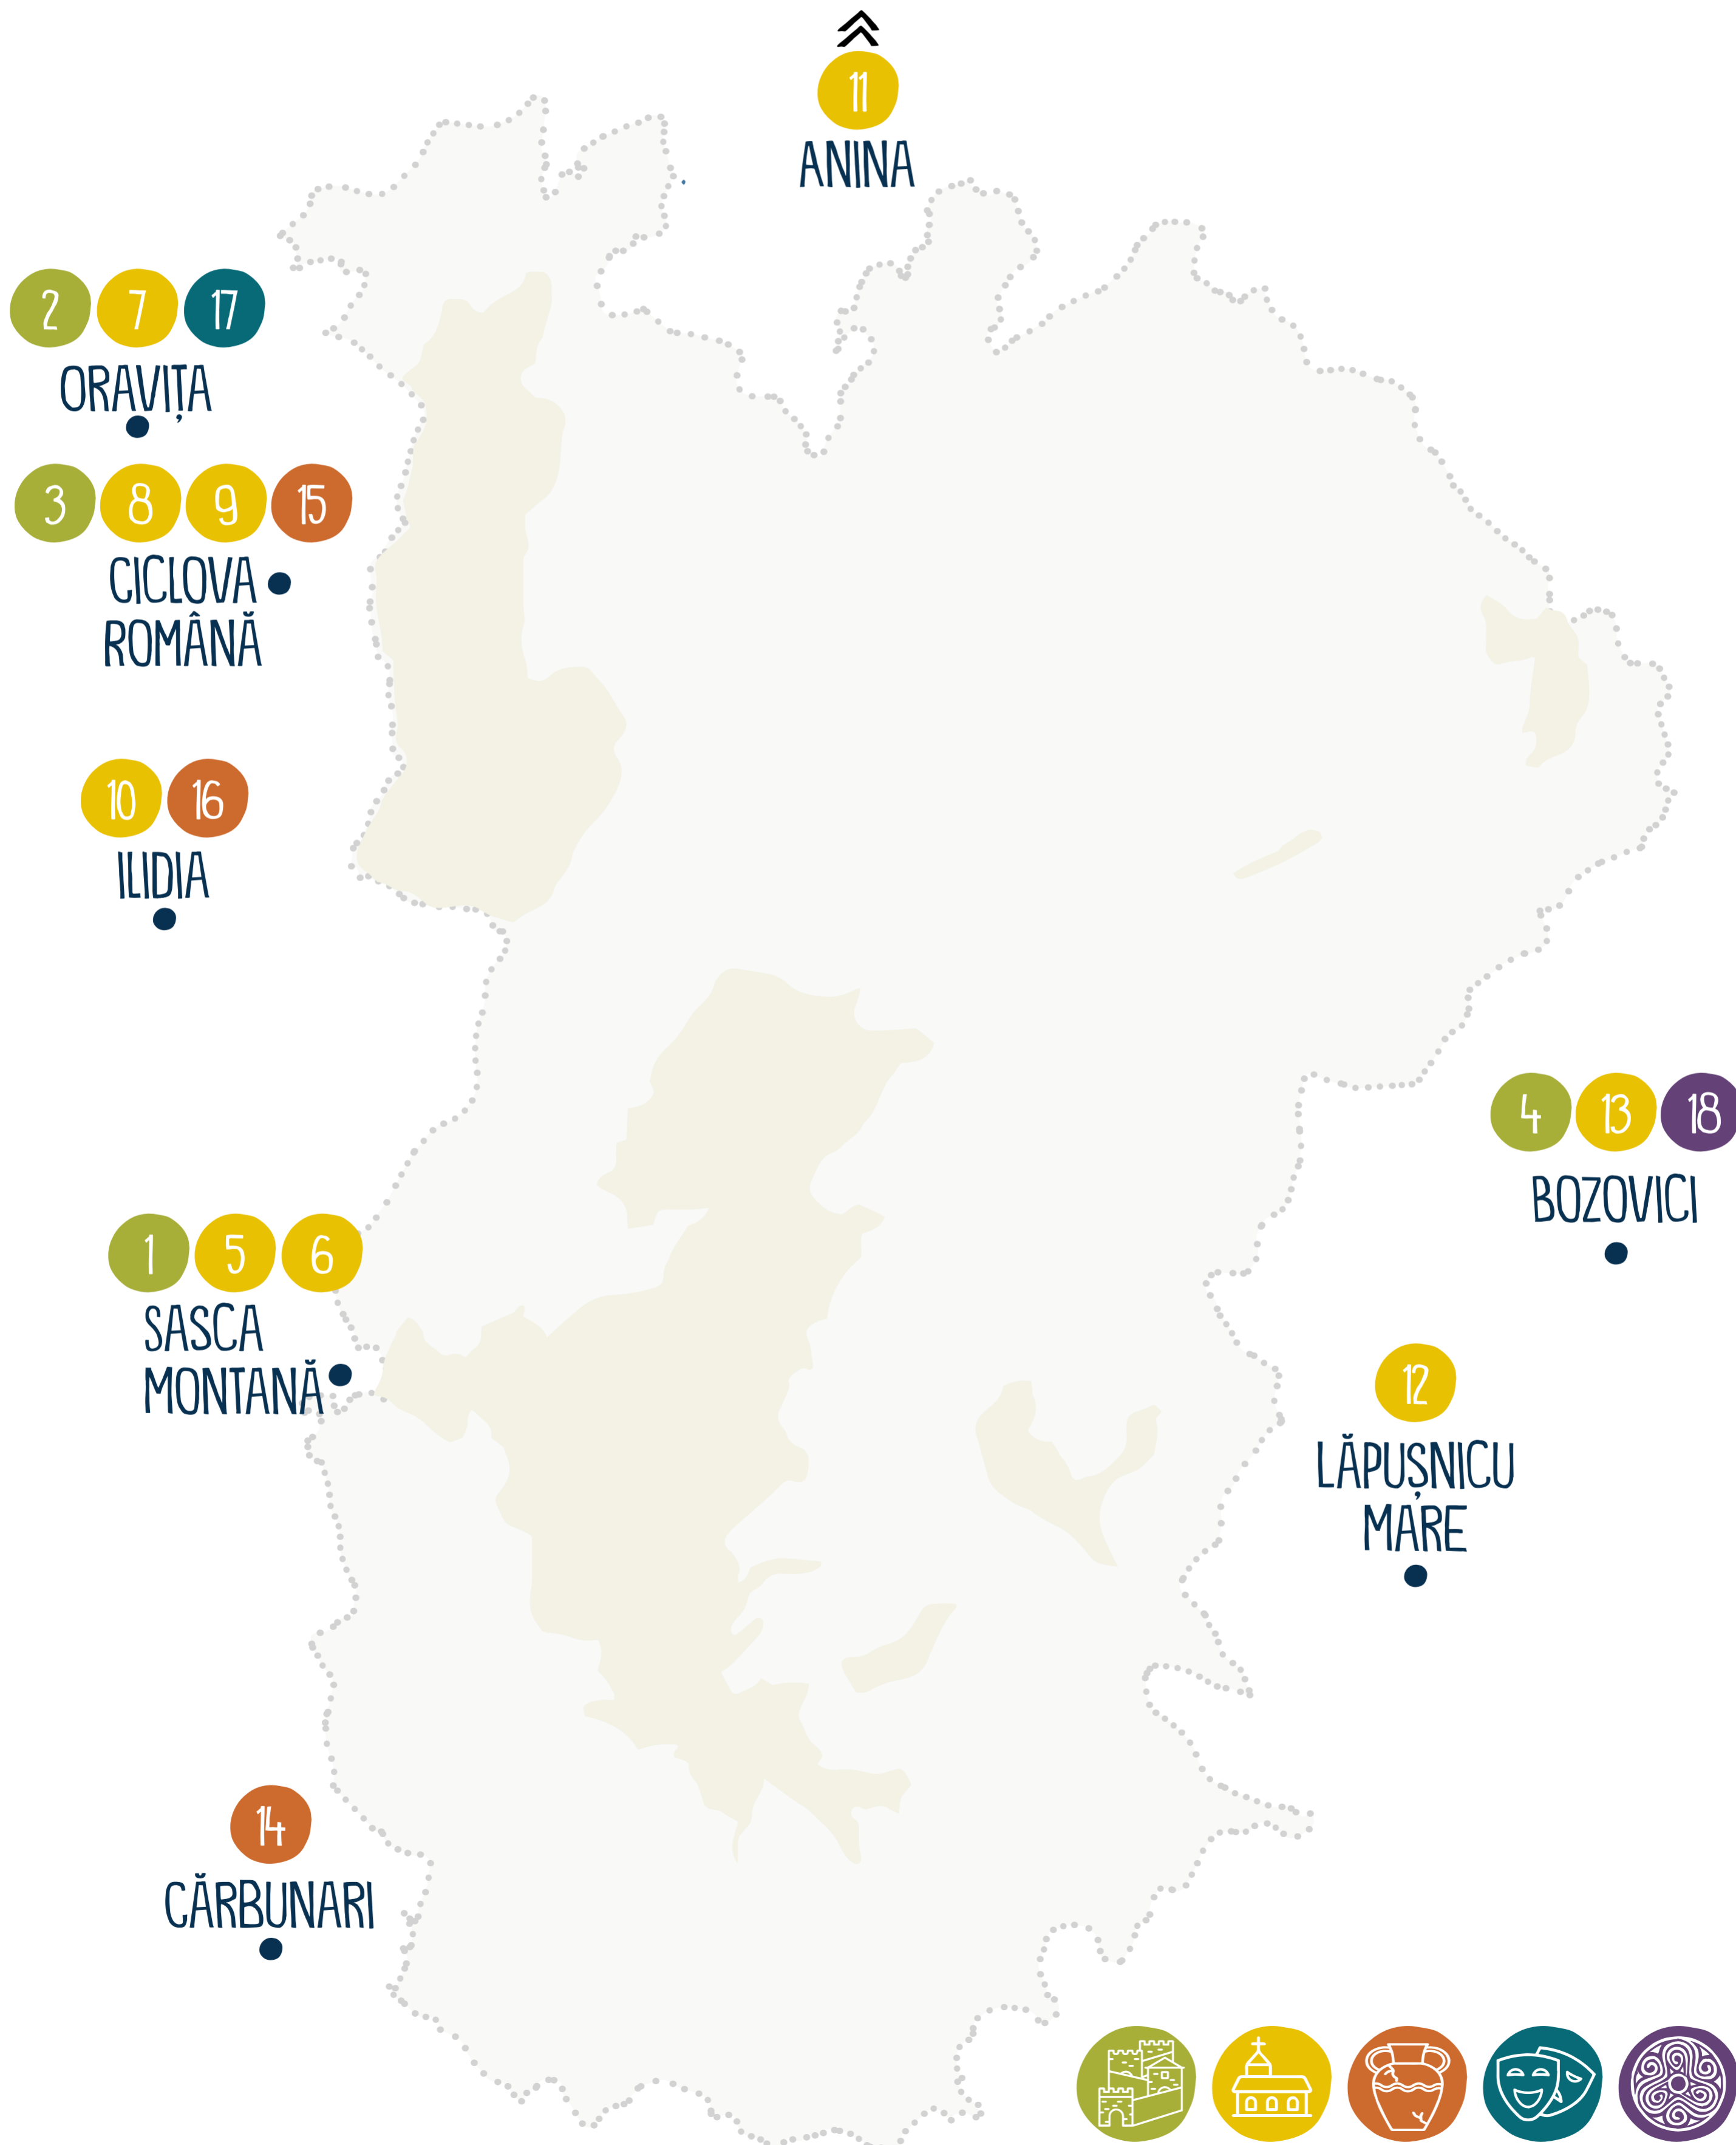 11
ANINA
2 7 17
ORAVIȚA
3 8 9 15
CICLOVA
ROMÂNĂ
10 16
ILIDIA
4 13 18
BOZOVICI
1 5 6
SASCA
MONTANĂ
12
LĂPUȘNICU
MARE
14
CĂRBUNARI